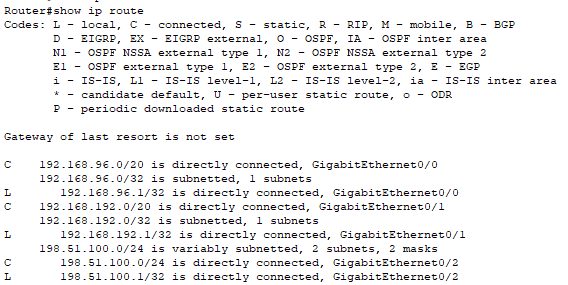 Router#show ip route
Codes: L - local, C - connected, S - static, R - RIP, M - mobile, B - BGP
       D - EIGRP, EX - EIGRP external, O - OSPF, IA - OSPF inter area
       N1 - OSPF NSSA external type 1, N2 - OSPF NSSA external type 2
       E1 - OSPF external type 1, E2 - OSPF external type 2, E - EGP
       i - IS-IS, L1 - IS-IS level-1, L2 - IS-IS level-2, ia - IS-IS inter area
       * - candidate default, U - per-user static route, o - ODR
       P - periodic downloaded static route
Gateway of last resort is not set
C    192.168.96.0/20 is directly connected, GigabitEthernet0/0
     192.168.96.0/32 is subnetted, 1 subnets
L       192.168.96.1/32 is directly connected, GigabitEthernet0/0
C    192.168.192.0/20 is directly connected, GigabitEthernet0/1
     192.168.192.0/32 is subnetted, 1 subnets
L       192.168.192.1/32 is directly connected, GigabitEthernet0/1
     198.51.100.0/24 is variably subnetted, 2 subnets, 2 masks
C       198.51.100.0/24 is directly connected, GigabitEthernet0/2
L       198.51.100.1/32 is directly connected, GigabitEthernet0/2